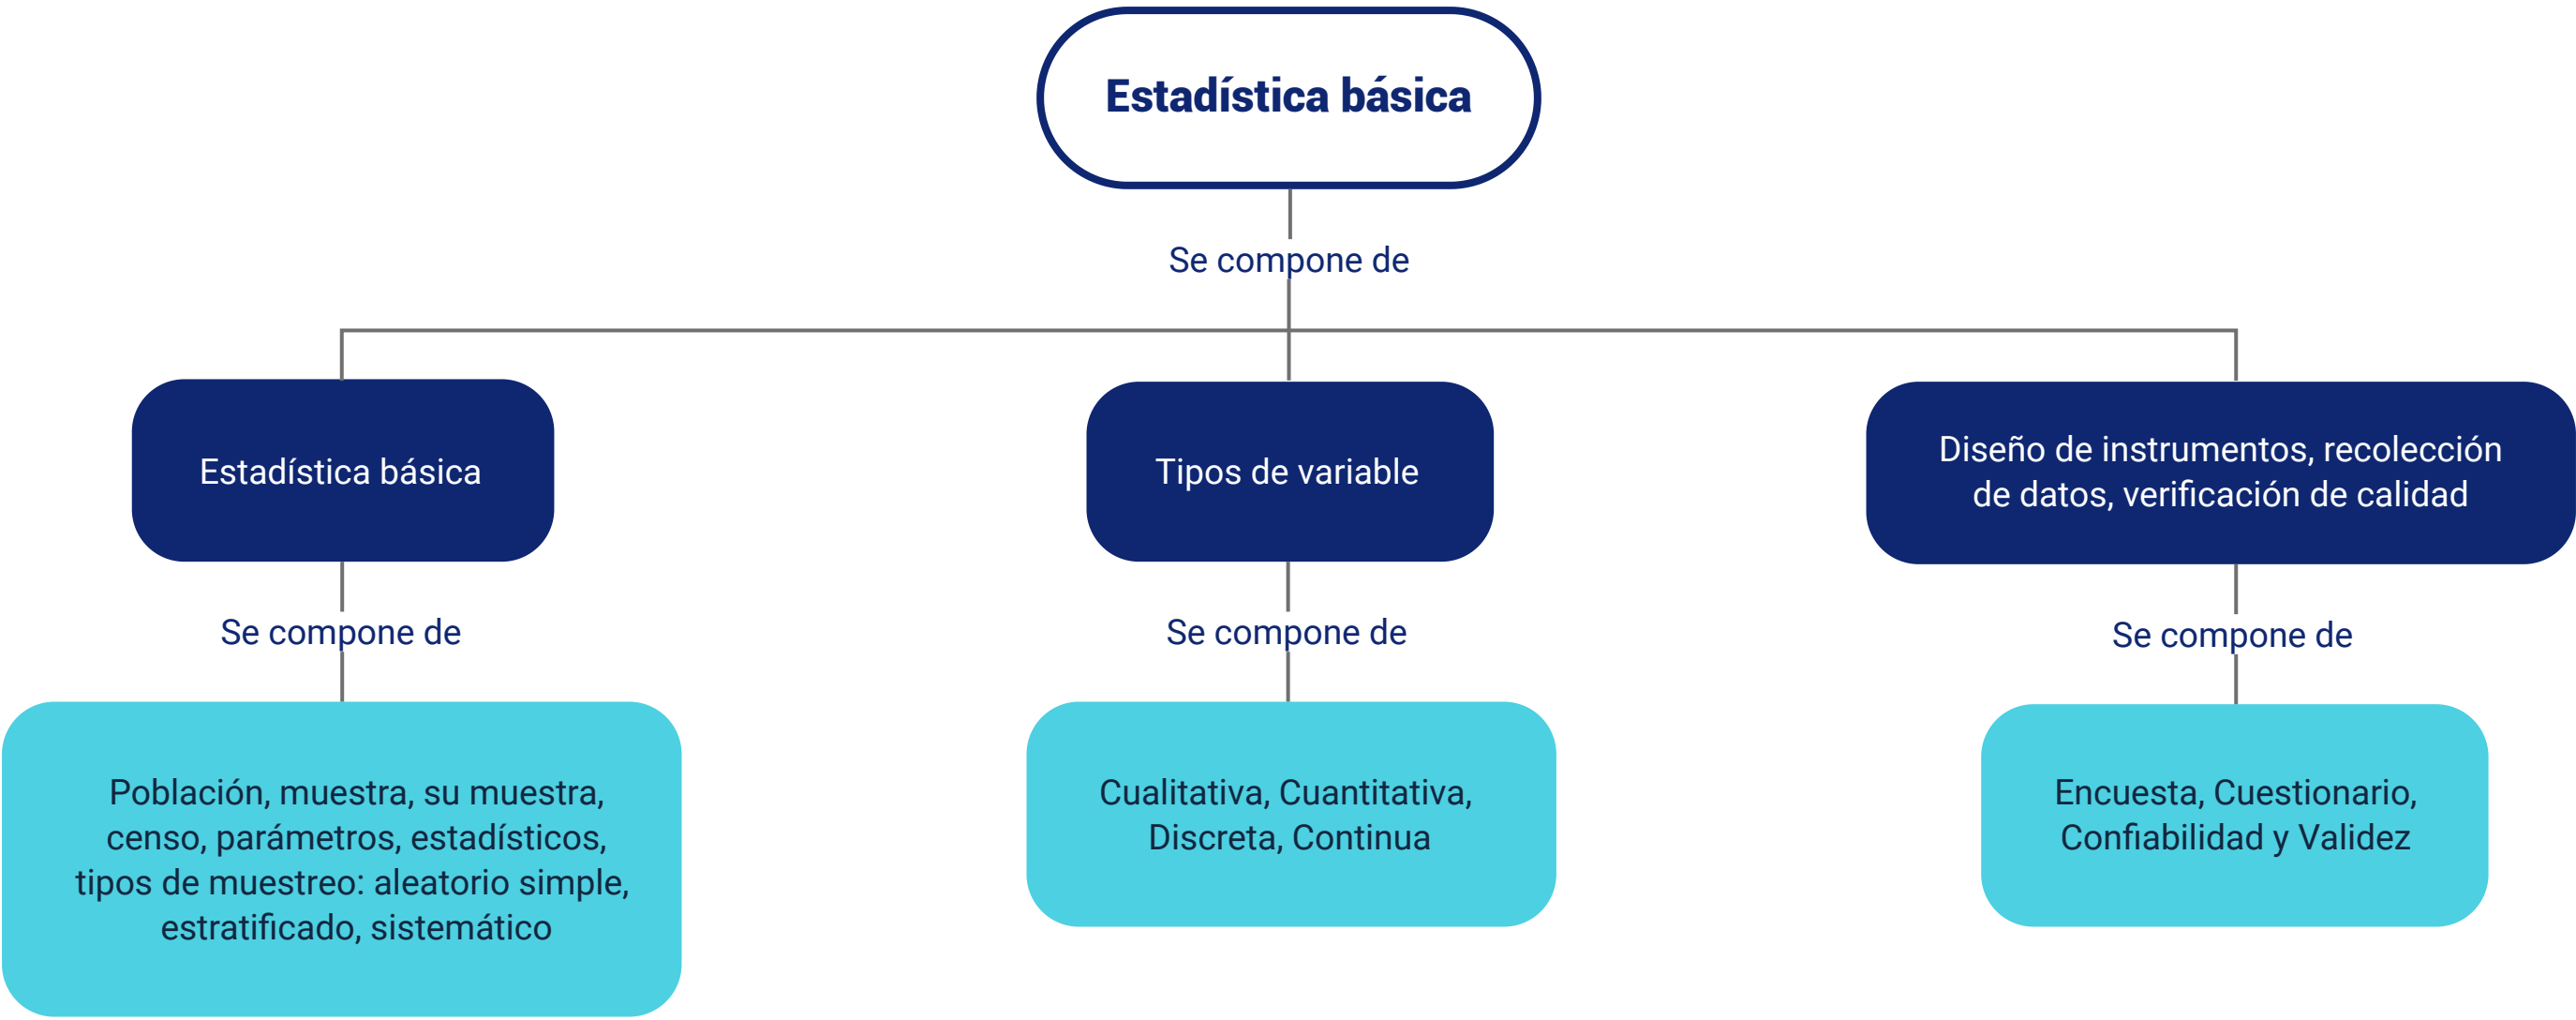 Estadística básica
Se compone de
Estadística básica
Tipos de variable
Diseño de instrumentos, recolección
de datos, verificación de calidad
Se compone de
Se compone de
Se compone de
Población, muestra, su muestra,
censo, parámetros, estadísticos,
tipos de muestreo: aleatorio simple,
estratificado, sistemático
Cualitativa, Cuantitativa,
Discreta, Continua
Encuesta, Cuestionario,
Confiabilidad y Validez